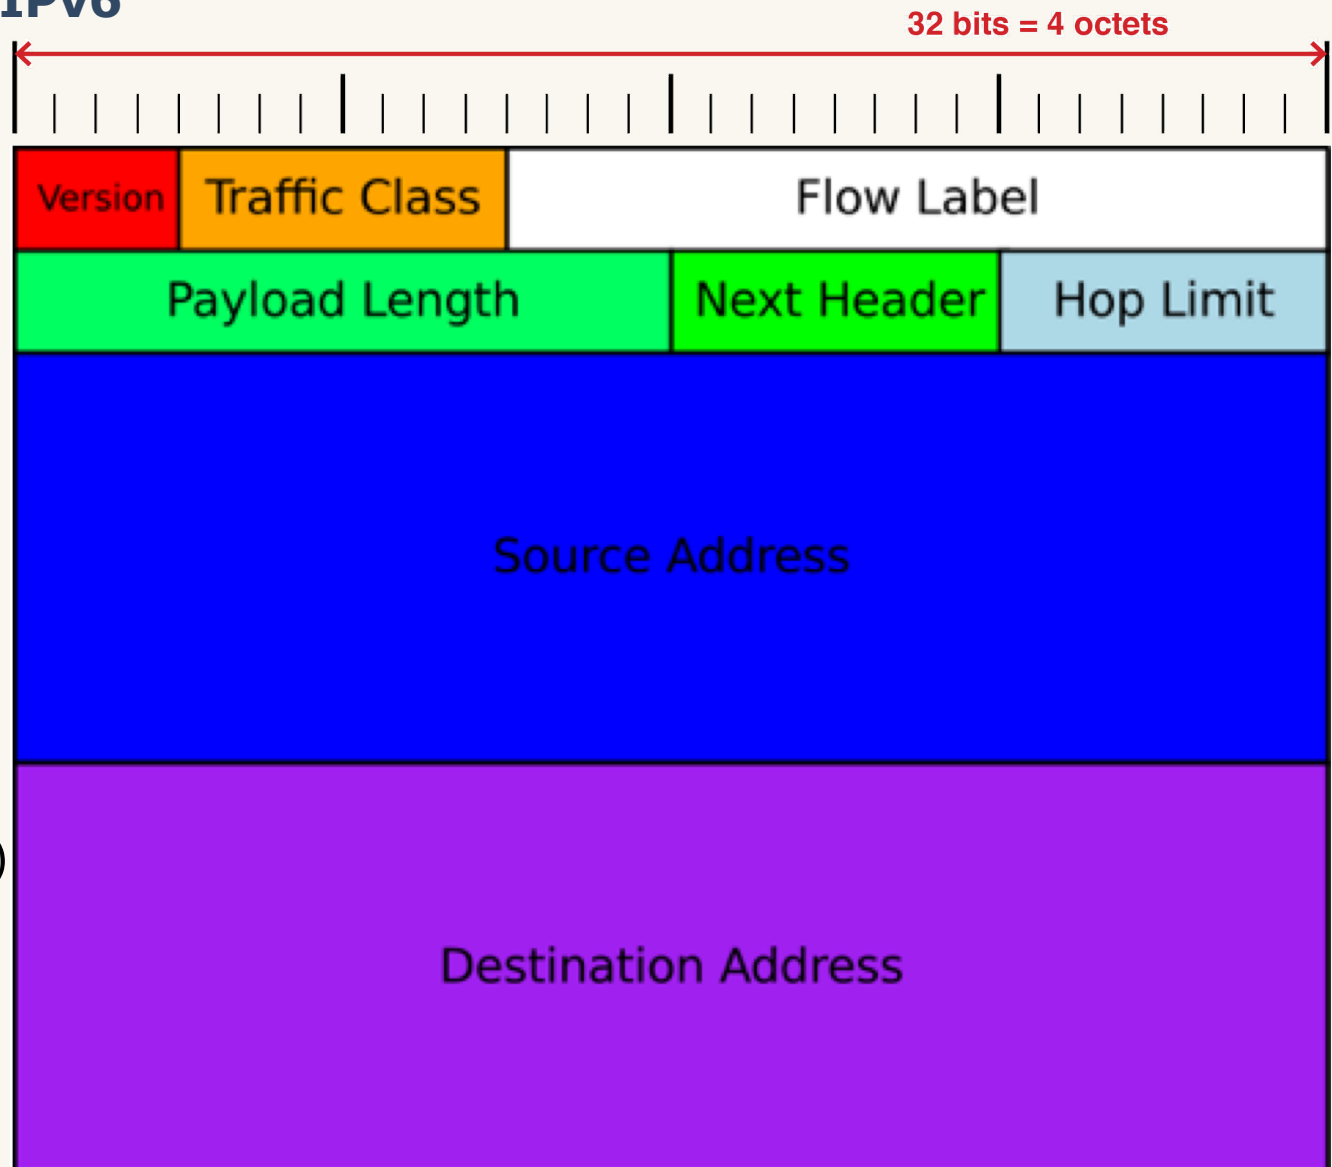 IPv6
32 bits = 4 octets
Version Traffic Class Flow Label
Payload Length Next Header Hop Limit
Source Address
)
Destination Address